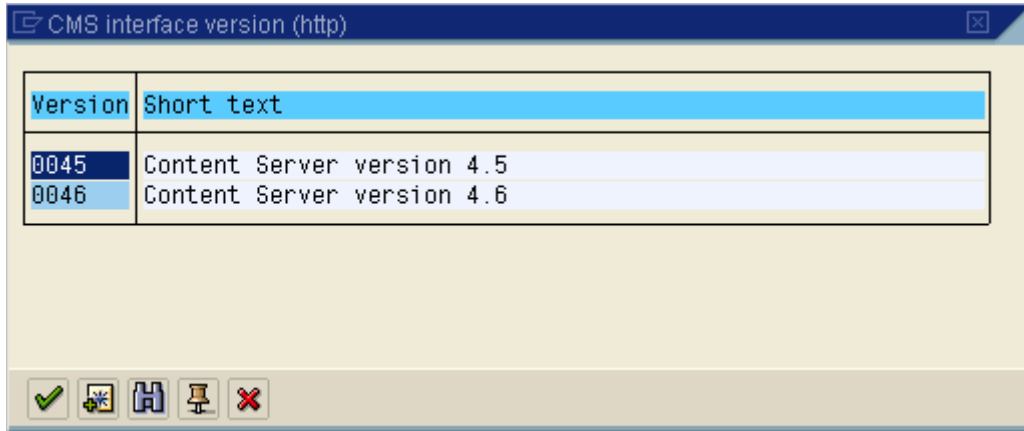 CMS interface version (http)
Version Short text
0045 Content Server version 4.5
0046 Content Server version 4.6